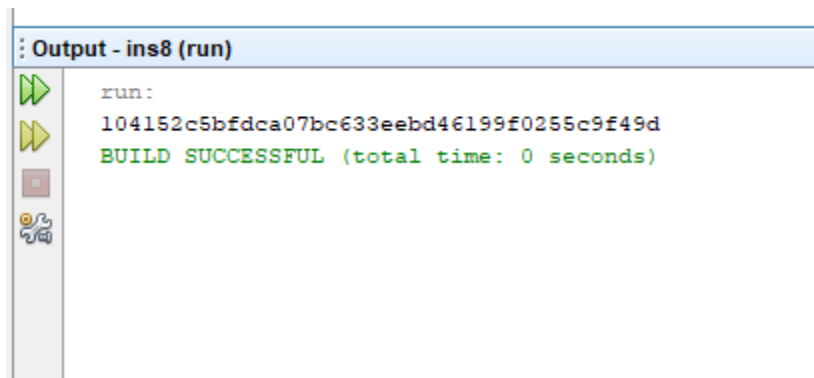 Output - ins8 (run)
run:
104152c5bfdca07bc633eebd46199f0255c9f49d
BUILD SUCCESSFUL (total time: 0 seconds)